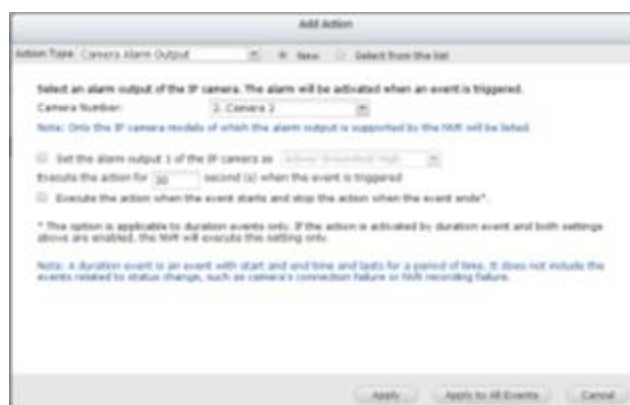 Add Action
Action Type Camera Alarm Output New Select from the list
Select an alarm output of the IP camera. The alarm will be activated when an event is triggered.
Camera Number: 2. Camera 2
Note: Only the IP camera models of which the alarm output is supported by the NVR will be listed.
Set the alarm output 1 of the IP camera as
Execute the action for 30 second (s) when the event is triggered
Execute the action when the event starts and stop the action when the event ends*.
* This option is applicable to duration events only. If the action is activated by duration event and both settings
above are enabled, the NVR will execute this setting only.
Note: A duration event is an event with start and end time and lasts for a period of time. It does not include the
events related to status change, such as camera's connection failure or NVR recording failure.
Apply Apply to All Events Cancel